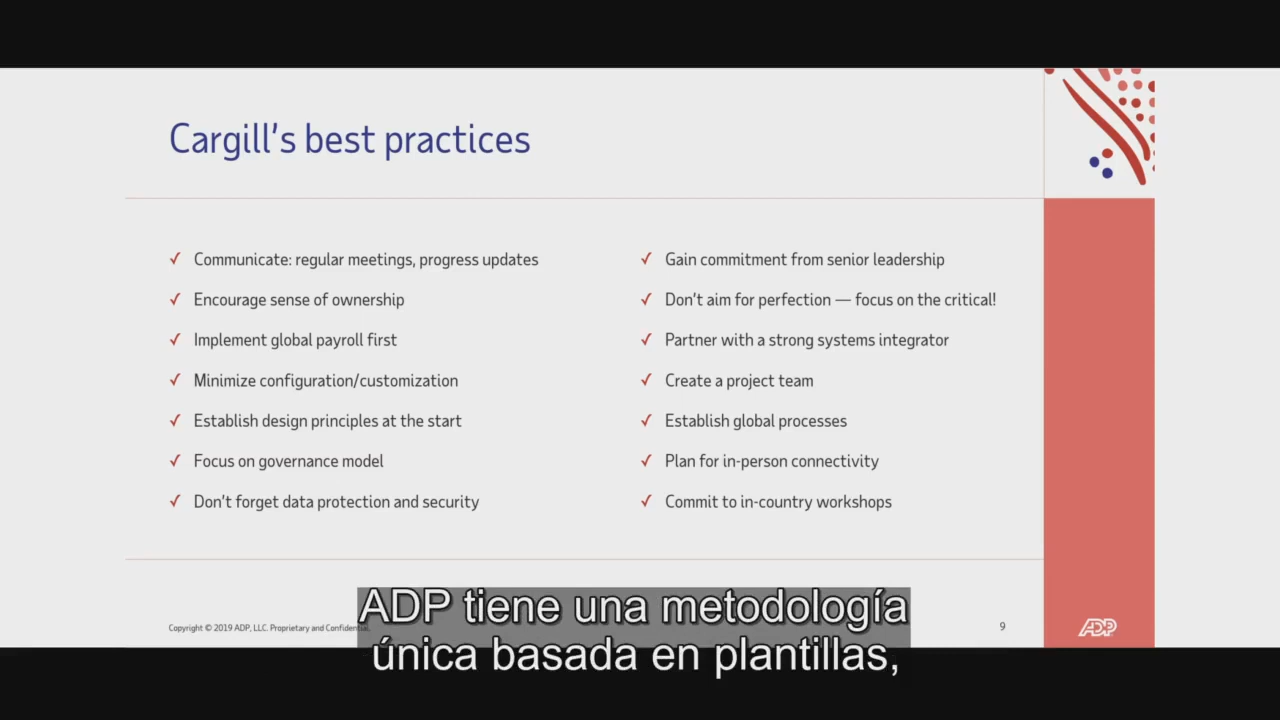 Cargill's best practices
✓ Communicate: regular meetings, progress updates
✓ Encourage sense of ownership
✓ Implement global payroll first
✓ Minimize configuration/customization
✓ Establish design principles at the start
✓ Focus on governance model
✓ Don't forget data protection and security
✓ Gain commitment from senior leadership
✓ Don't aim for perfection — focus on the critical!
✓ Partner with a strong systems integrator
✓ Create a project team
✓ Establish global processes
✓ Plan for in-person connectivity
✓ Commit to in-country workshops
Copyright © 2019 ADP, LLC. Proprietary and Confidential.
9
ADP
ADP tiene una metodología
única basada en plantillas,